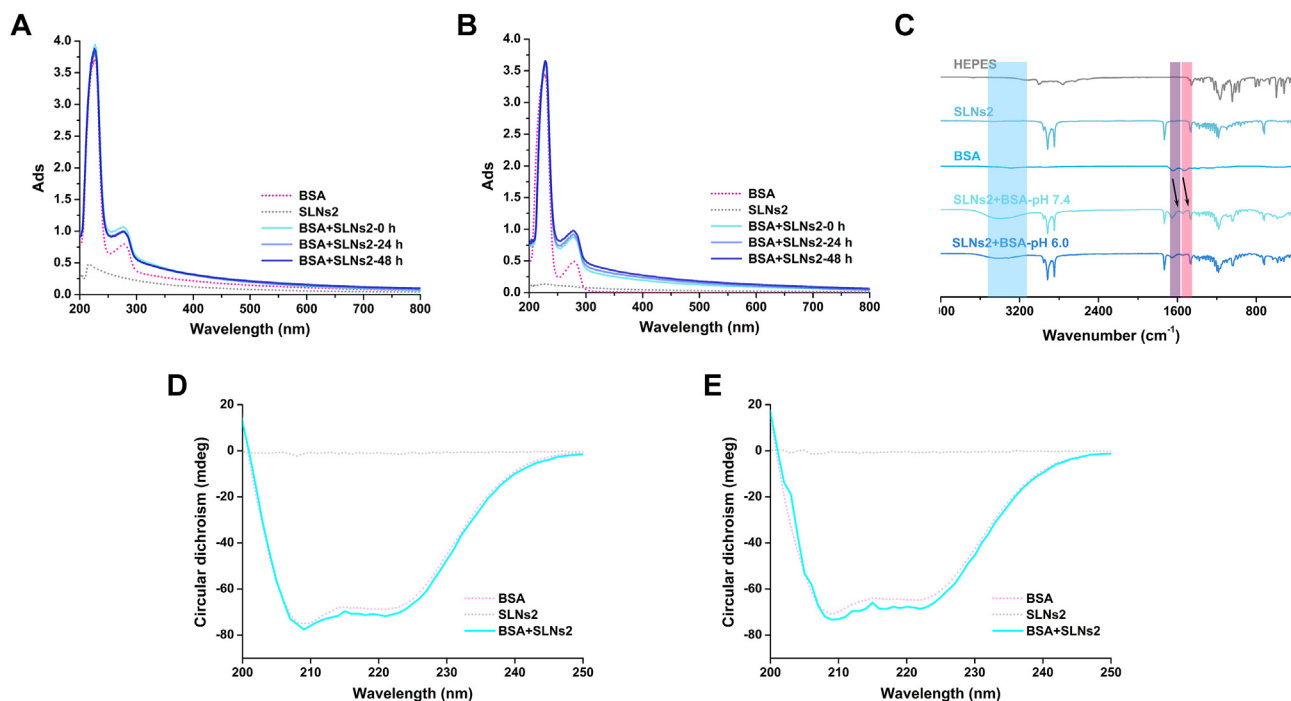 A
4.0
3.5
3.0
2.5
2.0
1.5
1.0
0.5
0.0
Ads
200 300 400 500 600 700 800
Wavelength (nm)
BSA
SLNs2
BSA+SLNs2-0 h
BSA+SLNs2-24 h
BSA+SLNs2-48 h
B
4.0
3.5
3.0
2.5
2.0
1.5
1.0
0.5
0.0
Ads
200 300 400 500 600 700 800
Wavelength (nm)
BSA
SLNs2
BSA+SLNs2-0 h
BSA+SLNs2-24 h
BSA+SLNs2-48 h
C
HEPES
SLNs2
BSA
SLNs2+BSA-pH 7.4
SLNs2+BSA-pH 6.0
00 3200 2400 1600 800
Wavenumber (cm-1)
D
20
0
-20
-40
-60
-80
Circular dichroism (mdeg)
200 210 220 230 240 250
Wavelength (nm)
BSA
SLNs2
BSA+SLNs2
E
20
0
-20
-40
-60
-80
Circular dichroism (mdeg)
200 210 220 230 240 250
Wavelength (nm)
BSA
SLNs2
BSA+SLNs2